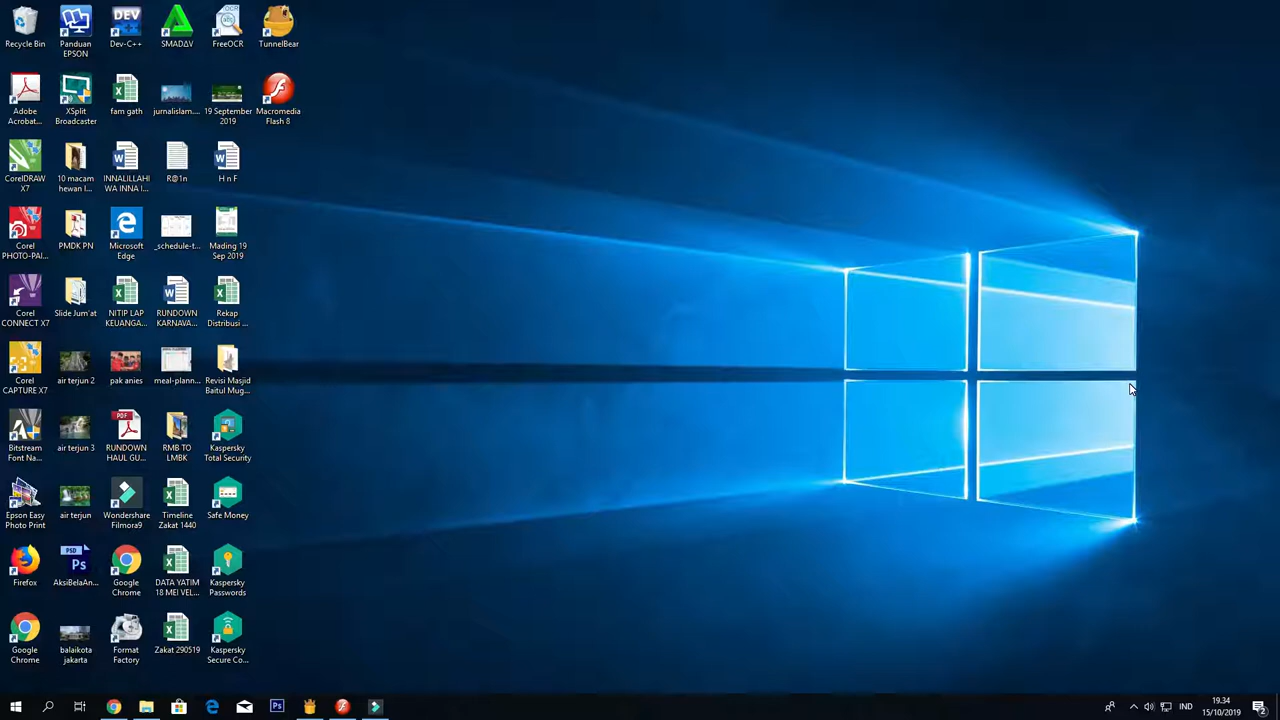 Recycle Bin
Panduan
EPSON
Dev-C++
SMADΔV
FreeOCR
TunnelBear
Adobe
Acrobat...
XSplit
Broadcaster
fam gath
jurnalislam....
19 September
2019
Macromedia
Flash 8
CorelDRAW
X7
10 macam
hewan l...
INNALILLAHI
WA INNA I...
R@1n
H n F
Corel
PHOTO-PAI...
PMDK PN
Microsoft
Edge
_schedule-t...
Mading 19
Sep 2019
Corel
CONNECT X7
Slide Jum'at
NITIP LAP
KEUANGA...
RUNDOWN
KARNAVA...
Rekap
Distribusi ...
Corel
CAPTURE X7
air terjun 2
pak anies
meal-plann...
Revisi Masjid
Baitul Mug...
Bitstream
Font Na...
air terjun 3
RUNDOWN
HAUL GU...
RMB TO
LMBK
Kaspersky
Total Security
Epson Easy
Photo Print
air terjun
Wondershare
Filmora9
Timeline
Zakat 1440
Safe Money
Firefox
AksiBelaAn...
Google
Chrome
DATA YATIM
18 MEI VEL...
Kaspersky
Passwords
Google
Chrome
balaikota
jakarta
Format
Factory
Zakat 290519
Kaspersky
Secure Co...
IND
19.34
15/10/2019